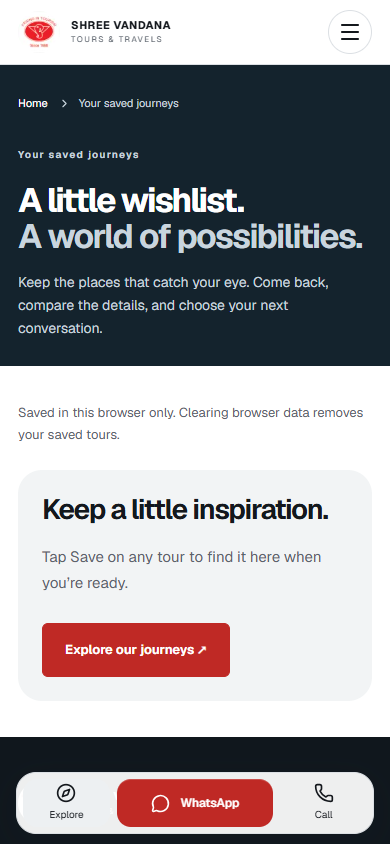 SHREE VANDANA
TOURS & TRAVELS
Home > Your saved journeys
Your saved journeys
A little wishlist.
A world of possibilities.
Keep the places that catch your eye. Come back,
compare the details, and choose your next
conversation.
Saved in this browser only. Clearing browser data removes
your saved tours.
Keep a little inspiration.
Tap Save on any tour to find it here when
you’re ready.
Explore our journeys ↗
Explore
WhatsApp
Call